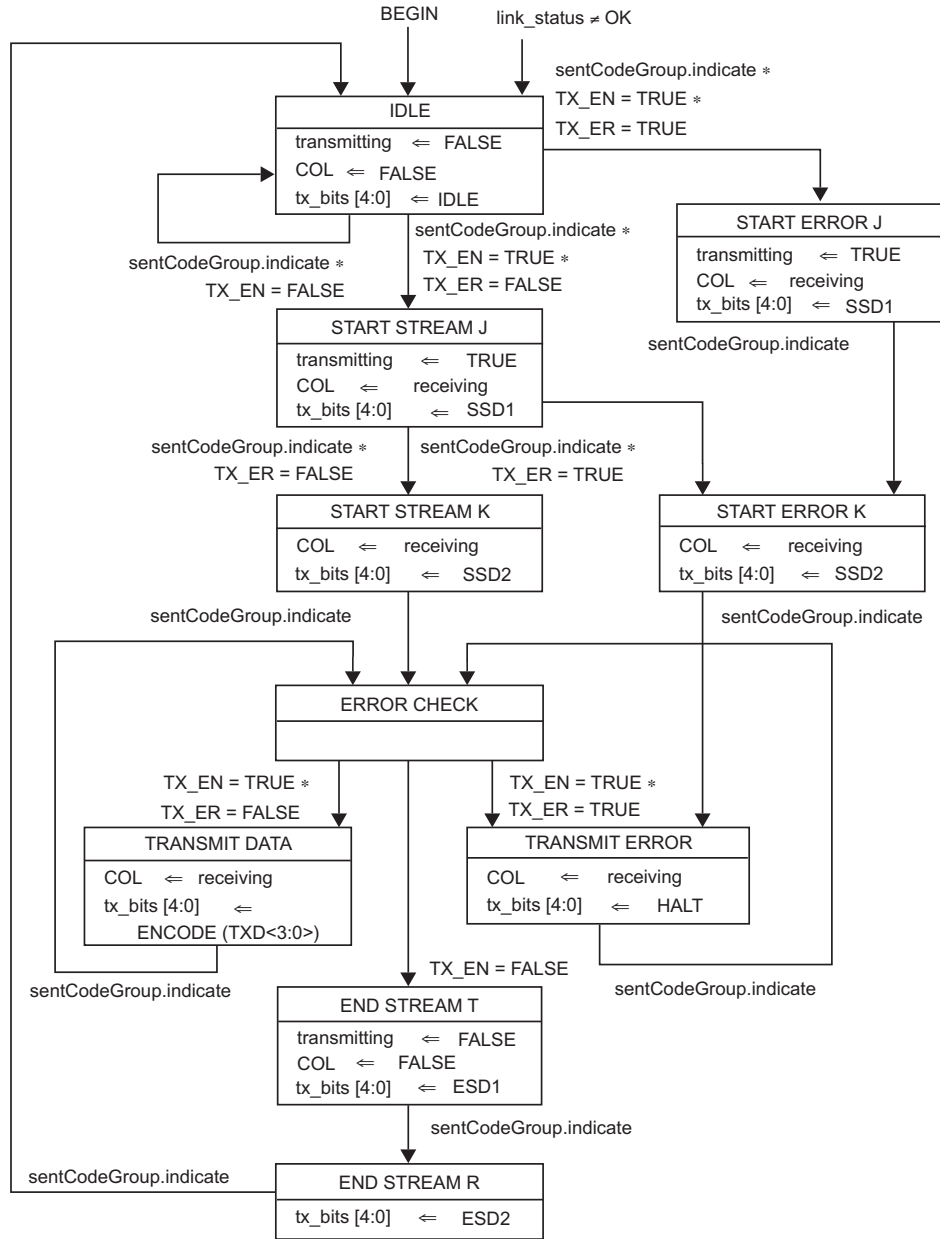 BEGIN
link_status ≠ OK
sentCodeGroup.indicate *
TX_EN = TRUE *
TX_ER = TRUE
IDLE
transmitting ⇐ FALSE
COL ⇐ FALSE
tx_bits [4:0] ⇐ IDLE
sentCodeGroup.indicate *
TX_EN = FALSE
sentCodeGroup.indicate *
TX_EN = TRUE *
TX_ER = FALSE
START ERROR J
transmitting ⇐ TRUE
COL ⇐ receiving
tx_bits [4:0] ⇐ SSD1
sentCodeGroup.indicate
START STREAM J
transmitting ⇐ TRUE
COL ⇐ receiving
tx_bits [4:0] ⇐ SSD1
sentCodeGroup.indicate *
TX_ER = FALSE
sentCodeGroup.indicate *
TX_ER = TRUE
START STREAM K
COL ⇐ receiving
tx_bits [4:0] ⇐ SSD2
START ERROR K
COL ⇐ receiving
tx_bits [4:0] ⇐ SSD2
sentCodeGroup.indicate
sentCodeGroup.indicate
ERROR CHECK
TX_EN = TRUE *
TX_ER = FALSE
TX_EN = TRUE *
TX_ER = TRUE
TRANSMIT DATA
COL ⇐ receiving
tx_bits [4:0] ⇐
ENCODE (TXD<3:0>)
TRANSMIT ERROR
COL ⇐ receiving
tx_bits [4:0] ⇐ HALT
sentCodeGroup.indicate
TX_EN = FALSE
sentCodeGroup.indicate
END STREAM T
transmitting ⇐ FALSE
COL ⇐ FALSE
tx_bits [4:0] ⇐ ESD1
sentCodeGroup.indicate
sentCodeGroup.indicate
END STREAM R
tx_bits [4:0] ⇐ ESD2